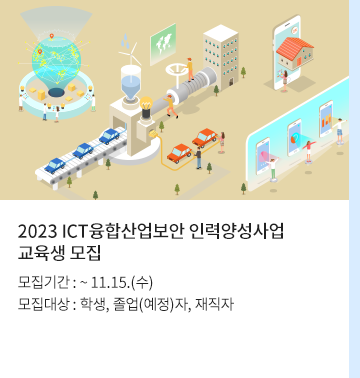 2023 ICT융합산업보안 인력양성사업
교육생 모집
모집기간 : ~ 11.15.(수)
모집대상 : 학생, 졸업(예정)자, 재직자